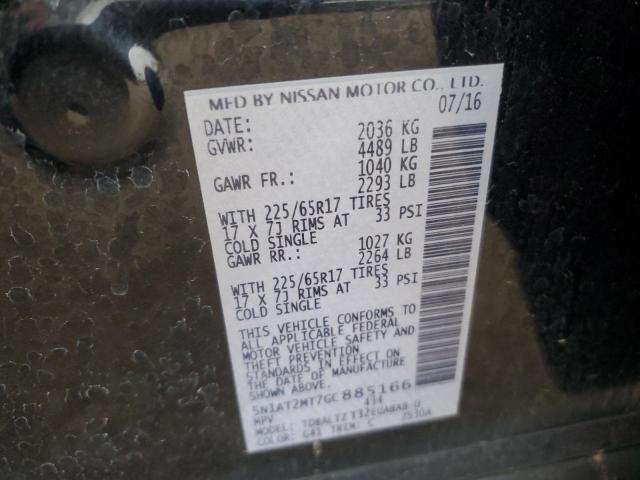 MFD BY NISSAN MOTOR CO., LTD.
DATE: 07/16
GVWR: 2036 KG
4489 LB
GAWR FR.: 1040 KG
2293 LB
WITH 225/65R17 TIRES
17 X 7J RIMS AT 33 PSI
COLD SINGLE
GAWR RR.: 1027 KG
2264 LB
WITH 225/65R17 TIRES
17 X 7J RIMS AT 33 PSI
COLD SINGLE
THIS VEHICLE CONFORMS TO
ALL APPLICABLE FEDERAL
MOTOR VEHICLE SAFETY AND
THEFT PREVENTION
STANDARDS IN EFFECT ON
THE DATE OF MANUFACTURE
SHOWN ABOVE.
5N1AT2MT7GC885166
MPV 434
MODEL:
COLOR: G41 TRIM: C 2530A